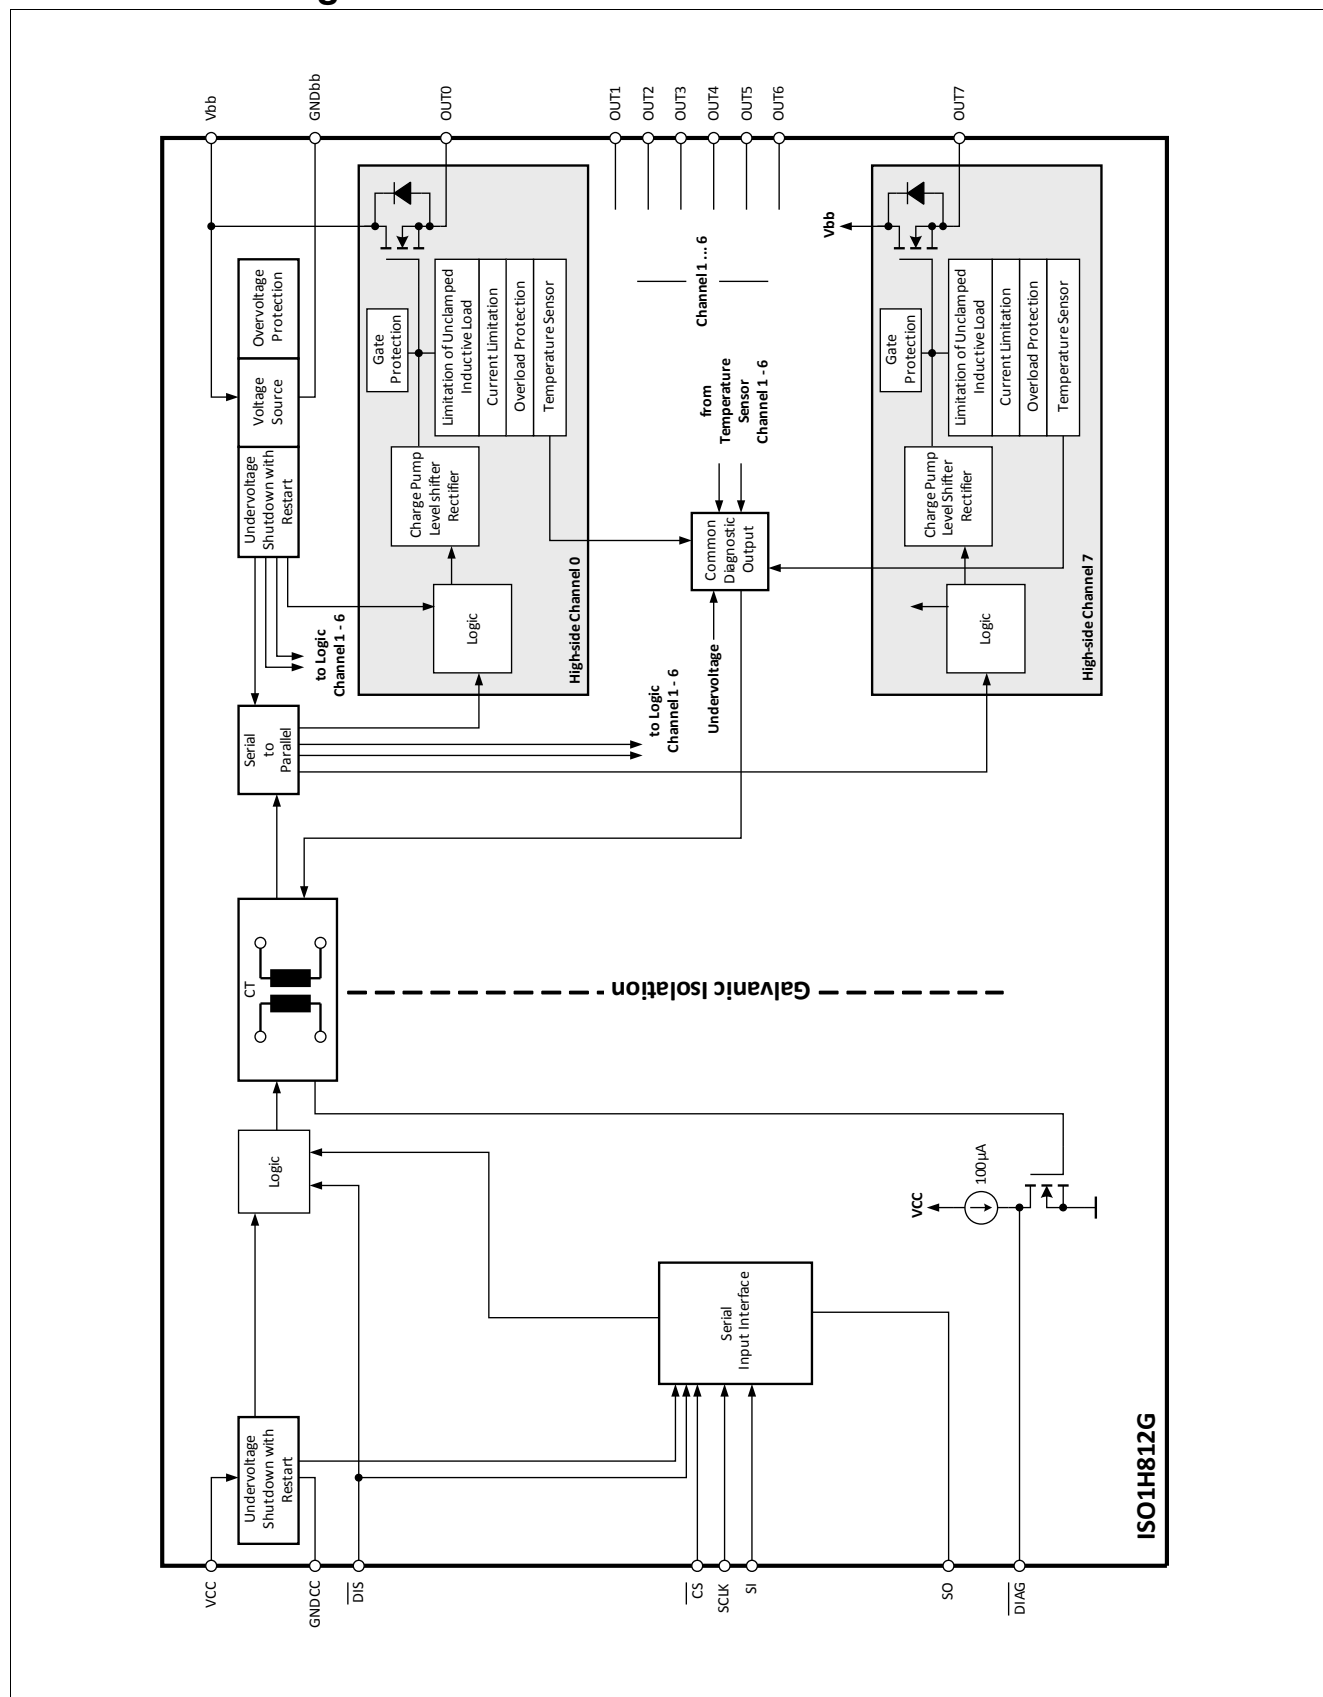 Vbb
GNDbb
OUT0
OUT1
OUT2
OUT3
OUT4
OUT5
OUT6
OUT7
Overvoltage
Protection
Voltage
Source
Undervoltage
Shutdown with
Restart
to Logic
Channel 1 - 6
Gate
Protection
Limitation of Unclamped
Inductive Load
Current Limitation
Overload Protection
Temperature Sensor
Charge Pump
Level shifter
Rectifier
Logic
High-side Channel 0
Channel 1 ... 6
from
Temperature
Sensor
Channel 1 - 6
Common
Diagnostic
Output
Undervoltage
to Logic
Channel 1 - 6
Vbb
Gate
Protection
Limitation of Unclamped
Inductive Load
Current Limitation
Overload Protection
Temperature Sensor
Charge Pump
Level Shifter
Rectifier
Logic
High-side Channel 7
Serial
to
Parallel
CT
Galvanic Isolation
Logic
VCC
100µA
Serial
Input Interface
Undervoltage
Shutdown with
Restart
VCC
GNDCC
DIS
CS
SCLK
SI
SO
DIAG
ISO1H812G